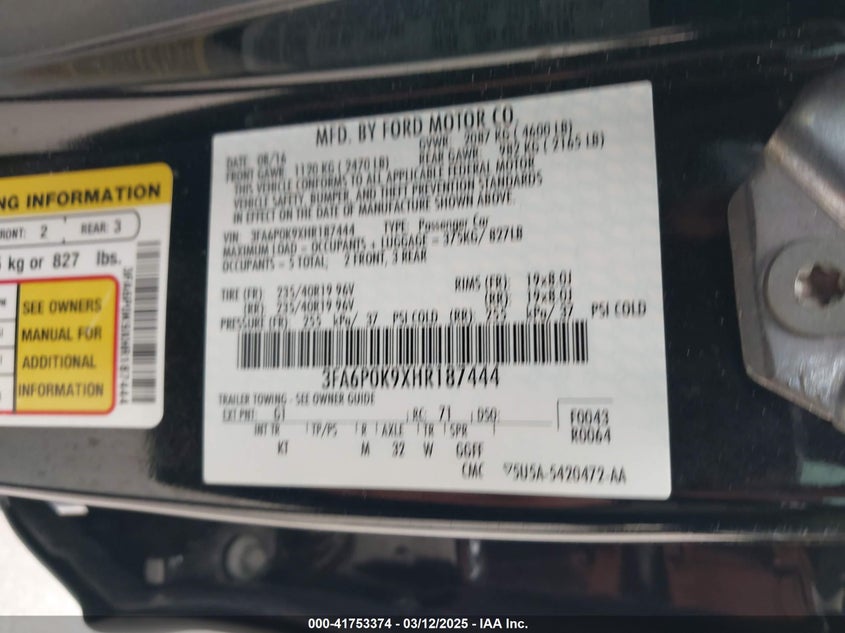 MFD. BY FORD MOTOR CO.
DATE: 08/16 GVWR: 2087 KG ( 4600 LB)
FRONT GAWR: 1120 KG ( 2470 LB) REAR GAWR: 982 KG ( 2165 LB)
THIS VEHICLE CONFORMS TO ALL APPLICABLE FEDERAL MOTOR
VEHICLE SAFETY, BUMPER, AND THEFT PREVENTION STANDARDS
IN EFFECT ON THE DATE OF MANUFACTURE SHOWN ABOVE.
VIN: 3FA6P0K9XHR187444 TYPE: Passenger Car
MAXIMUM LOAD = OCCUPANTS + LUGGAGE = 375KG/ 827LB
OCCUPANTS = 5 TOTAL, 2 FRONT, 3 REAR
TIRE (FR) 235/40R19 96V RIMS (FR) 19x8.0J
(RR) 235/40R19 96V (RR) 19x8.0J
PRESSURE (FR) 255 kPa/ 37 PSI COLD (RR) 255 kPa/ 37 PSI COLD
3FA6P0K9XHR187444
TRAILER TOWING - SEE OWNER GUIDE
EXT PNT: G1 RC: 71 DSO: F0043
INT TR TP/PS R AXLE TR SPR R0064
KT M 32 W GGFF
CMC 5U5A-5420472-AA
NG INFORMATION
FRONT: 2 REAR: 3
kg or 827 lbs.
SEE OWNERS
MANUAL FOR
ADDITIONAL
INFORMATION
3FA6P0K9XHR187444
000-41753374 | 03/12/2025 - IAA Inc.